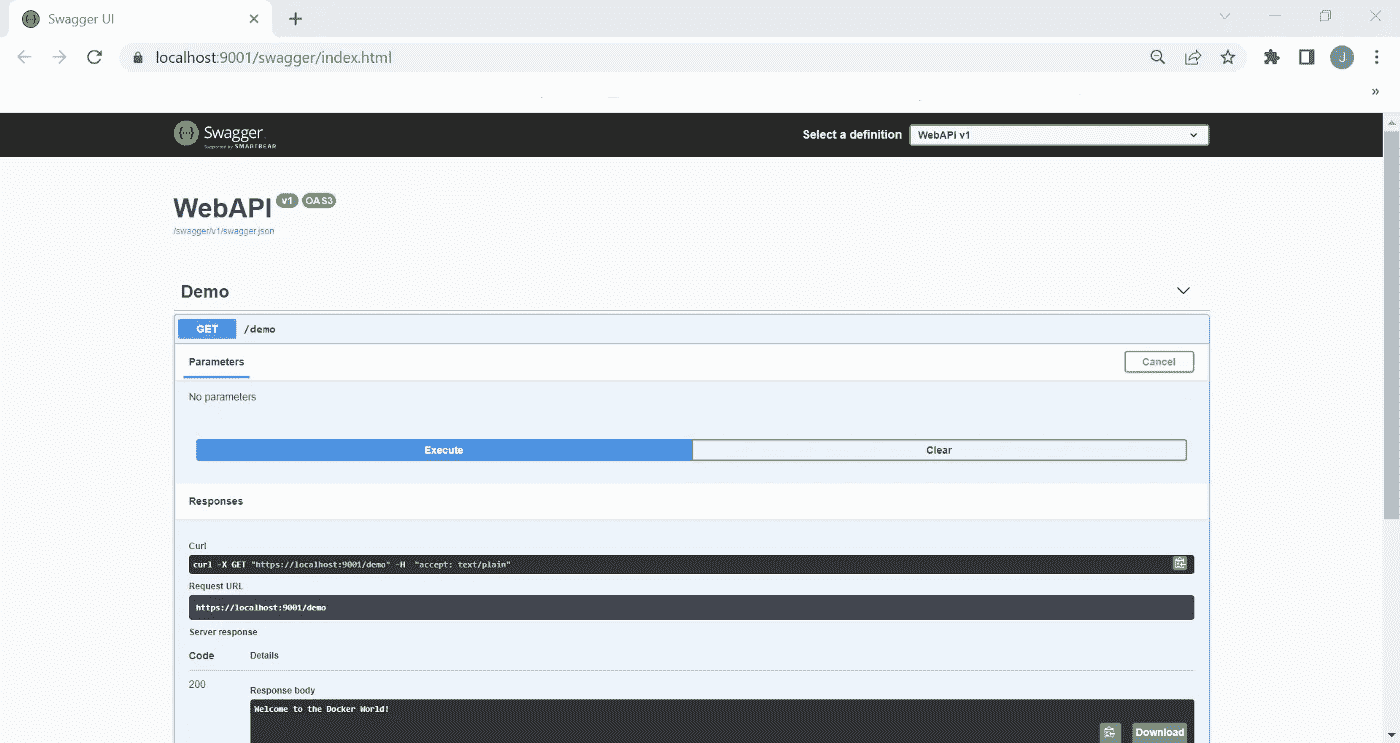 Swagger UI
localhost:9001/swagger/index.html
J
Swagger
Supported by SMARTBEAR
Select a definition
WebAPI v1
WebAPI v1 OAS3
/swagger/v1/swagger.json
Demo
GET /demo
Parameters
Cancel
No parameters
Execute
Clear
Responses
Curl
curl -X GET "https://localhost:9001/demo" -H "accept: text/plain"
Request URL
https://localhost:9001/demo
Server response
Code Details
200
Response body
Welcome to the Docker World!
Download